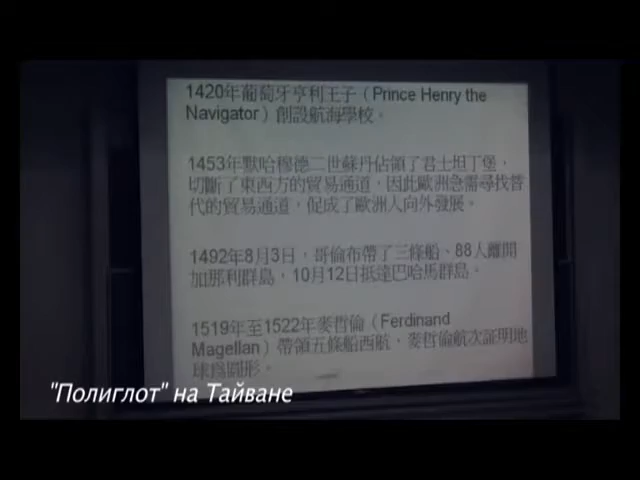 1420年葡萄牙亨利王子（Prince Henry the
Navigator）創設航海學校。
1453年默哈穆德二世蘇丹佔領了君士坦丁堡，
切斷了東西方的貿易通道，因此歐洲急需尋找替
代的貿易通道，促成了歐洲人向外發展。
1492年8月3日，哥倫布帶了三條船、88人離開
加那利群島，10月12日抵達巴哈馬群島。
1519年至1522年麥哲倫（Ferdinand
Magellan）帶領五條船西航，麥哲倫航次証明地
球爲圓形。
"Полиглот" на Тайване